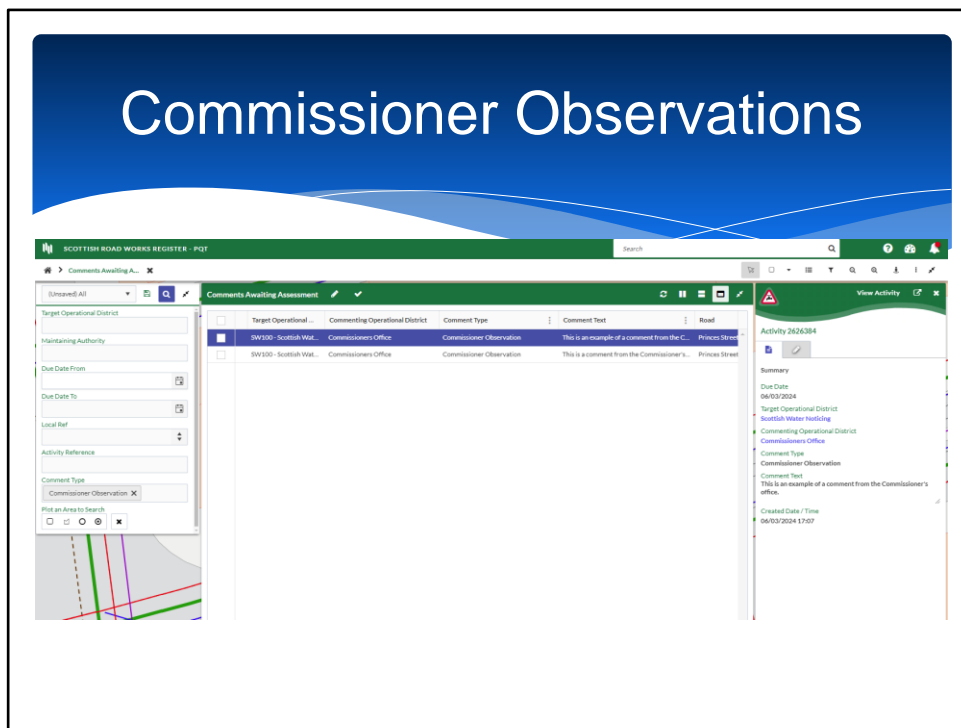 Commissioner Observations
SCOTTISH ROAD WORKS REGISTER - PQT
Search
Comments Awaiting A...
(Unsaved) All
Target Operational District
Maintaining Authority
Due Date From
Due Date To
Local Ref
Activity Reference
Comment Type
Commissioner Observation
Plot an Area to Search
Comments Awaiting Assessment
Target Operational ... Commenting Operational District Comment Type Comment Text Road
SW100 - Scottish Wat... Commissioners Office Commissioner Observation This is an example of a comment from the C... Princes Street
SW100 - Scottish Wat... Commissioners Office Commissioner Observation This is a comment from the Commissioner's... Princes Street
View Activity
Activity 2626384
Summary
Due Date
06/03/2024
Target Operational District
Scottish Water Noticing
Commenting Operational District
Commissioners Office
Comment Type
Commissioner Observation
Comment Text
This is an example of a comment from the Commissioner's
office.
Created Date / Time
06/03/2024 17:07